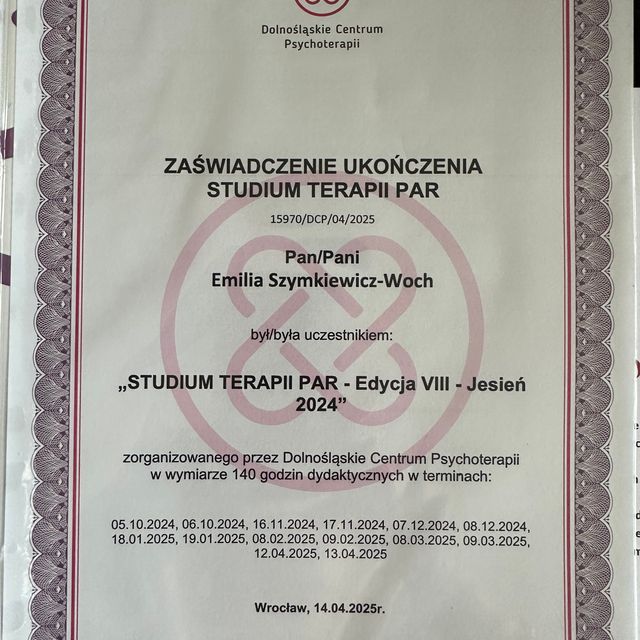 Dolnośląskie Centrum
Psychoterapii
ZAŚWIADCZENIE UKOŃCZENIA
STUDIUM TERAPII PAR
15970/DCP/04/2025
Pan/Pani
Emilia Szymkiewicz-Woch
był/była uczestnikiem:
„STUDIUM TERAPII PAR - Edycja VIII - Jesień
2024”
zorganizowanego przez Dolnośląskie Centrum Psychoterapii
w wymiarze 140 godzin dydaktycznych w terminach:
05.10.2024, 06.10.2024, 16.11.2024, 17.11.2024, 07.12.2024, 08.12.2024,
18.01.2025, 19.01.2025, 08.02.2025, 09.02.2025, 08.03.2025, 09.03.2025,
12.04.2025, 13.04.2025
Wrocław, 14.04.2025r.